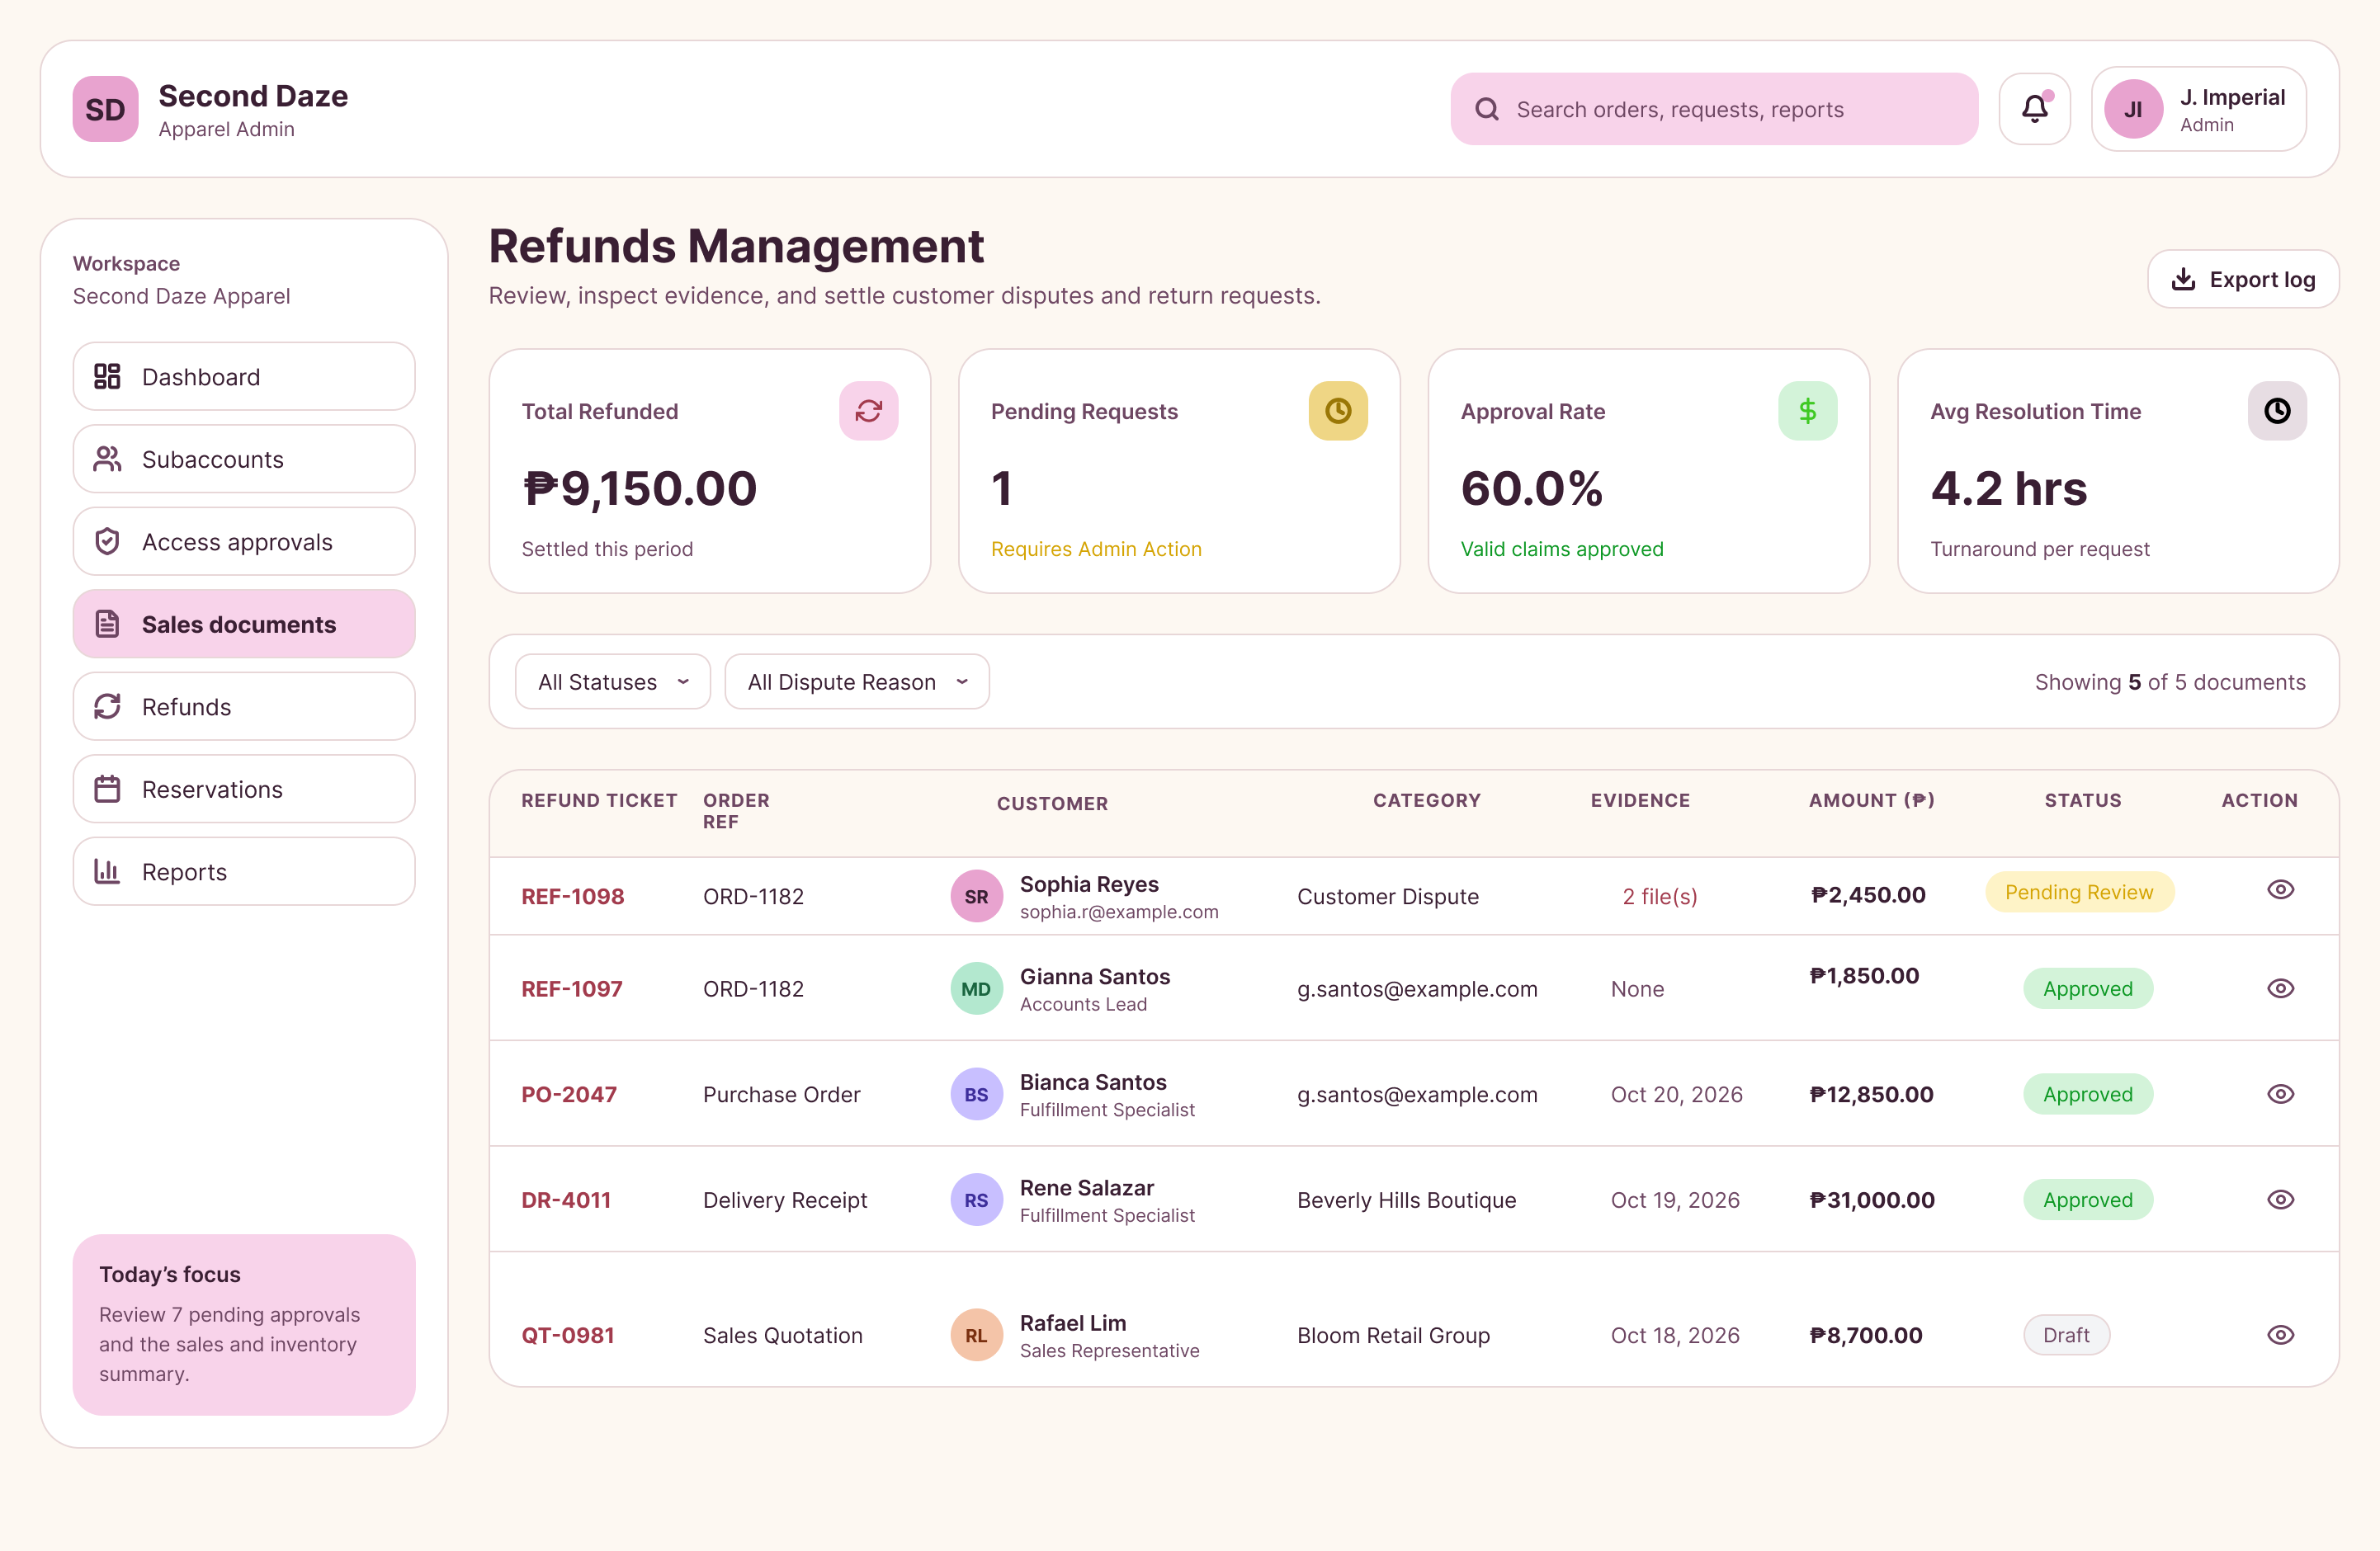 SD
Second Daze
Apparel Admin
Search orders, requests, reports
JI
J. Imperial
Admin
Workspace
Second Daze Apparel
Dashboard
Subaccounts
Access approvals
Sales documents
Refunds
Reservations
Reports
Today’s focus
Review 7 pending approvals
and the sales and inventory
summary.
Refunds Management
Review, inspect evidence, and settle customer disputes and return requests.
Export log
Total Refunded
₱9,150.00
Settled this period
Pending Requests
1
Requires Admin Action
Approval Rate
$
60.0%
Valid claims approved
Avg Resolution Time
4.2 hrs
Turnaround per request
All Statuses
All Dispute Reason
Showing 5 of 5 documents
REFUND TICKET ORDER REF CUSTOMER CATEGORY EVIDENCE AMOUNT (₱) STATUS ACTION
REF-1098 ORD-1182 SR Sophia Reyes Customer Dispute 2 file(s) ₱2,450.00 Pending Review
sophia.r@example.com
REF-1097 ORD-1182 MD Gianna Santos g.santos@example.com None ₱1,850.00 Approved
Accounts Lead
PO-2047 Purchase Order BS Bianca Santos g.santos@example.com Oct 20, 2026 ₱12,850.00 Approved
Fulfillment Specialist
DR-4011 Delivery Receipt RS Rene Salazar Beverly Hills Boutique Oct 19, 2026 ₱31,000.00 Approved
Fulfillment Specialist
QT-0981 Sales Quotation RL Rafael Lim Bloom Retail Group Oct 18, 2026 ₱8,700.00 Draft
Sales Representative